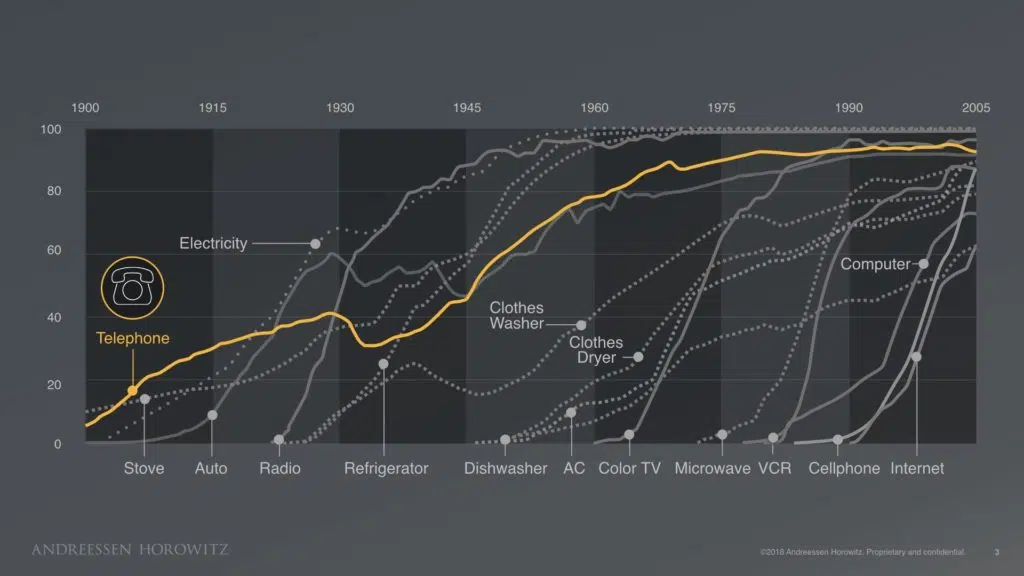 1900 1915 1930 1945 1960 1975 1990 2005
100
80
60
40
20
0
Electricity
Telephone
Clothes
Washer
Clothes
Dryer
Computer
Stove Auto Radio Refrigerator Dishwasher AC Color TV Microwave VCR Cellphone Internet
ANDREESSEN HOROWITZ
©2018 Andreessen Horowitz. Proprietary and confidential. 3